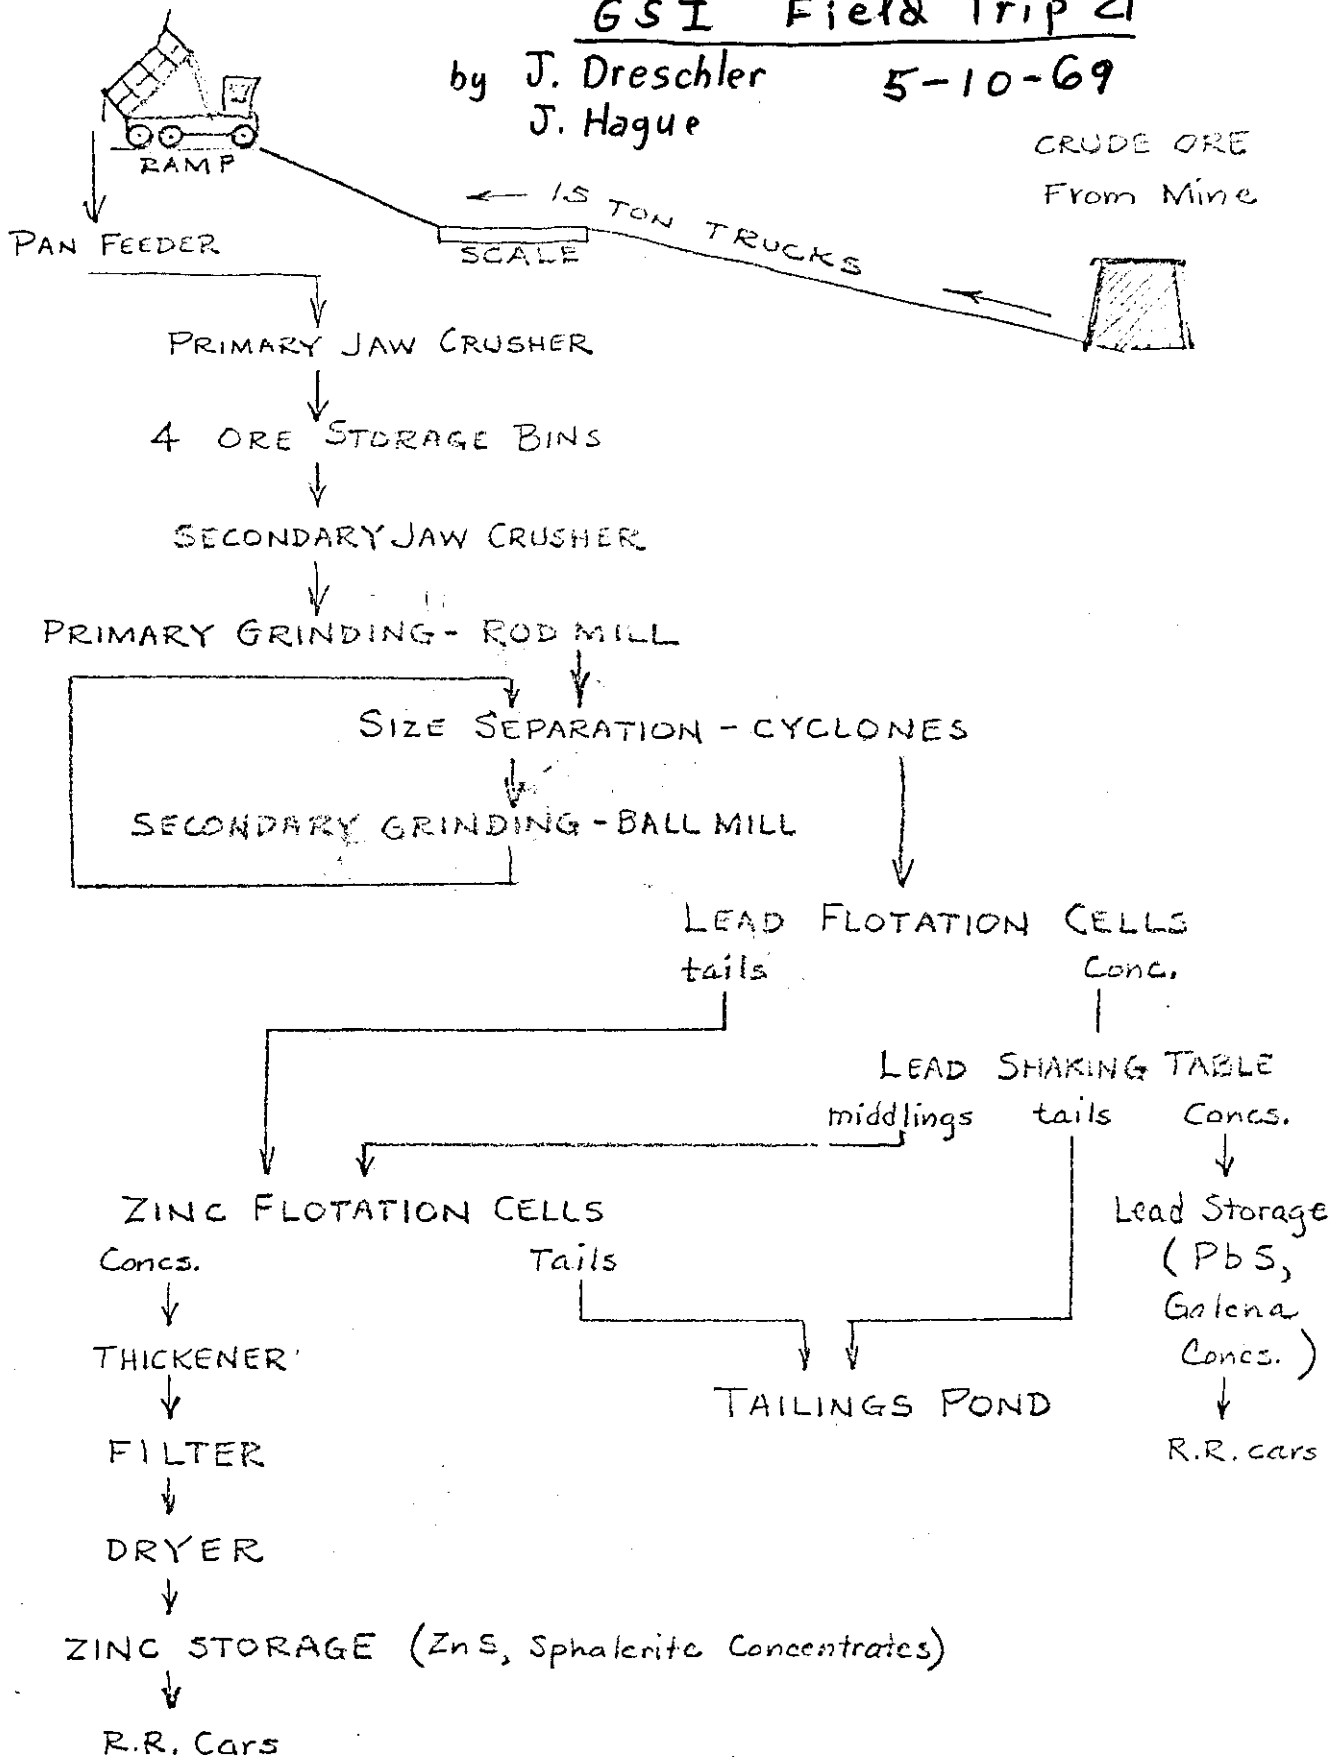 GSI Field Trip
by J. Dreschler 5-10-69
J. Hague
CRUDE ORE
From Mine
RAMP
← 15 TON TRUCKS
SCALE
PAN FEEDER
PRIMARY JAW CRUSHER
4 ORE STORAGE BINS
SECONDARY JAW CRUSHER
PRIMARY GRINDING - ROD MILL
SIZE SEPARATION - CYCLONES
SECONDARY GRINDING - BALL MILL
LEAD FLOTATION CELLS
tails Conc.
LEAD SHAKING TABLE
middlings tails Concs.
ZINC FLOTATION CELLS
Concs. Tails
Lead Storage
(PbS,
Galena
Concs.)
R.R. cars
THICKENER
TAILINGS POND
FILTER
DRYER
ZINC STORAGE (ZnS, Sphalerite Concentrates)
R.R. Cars